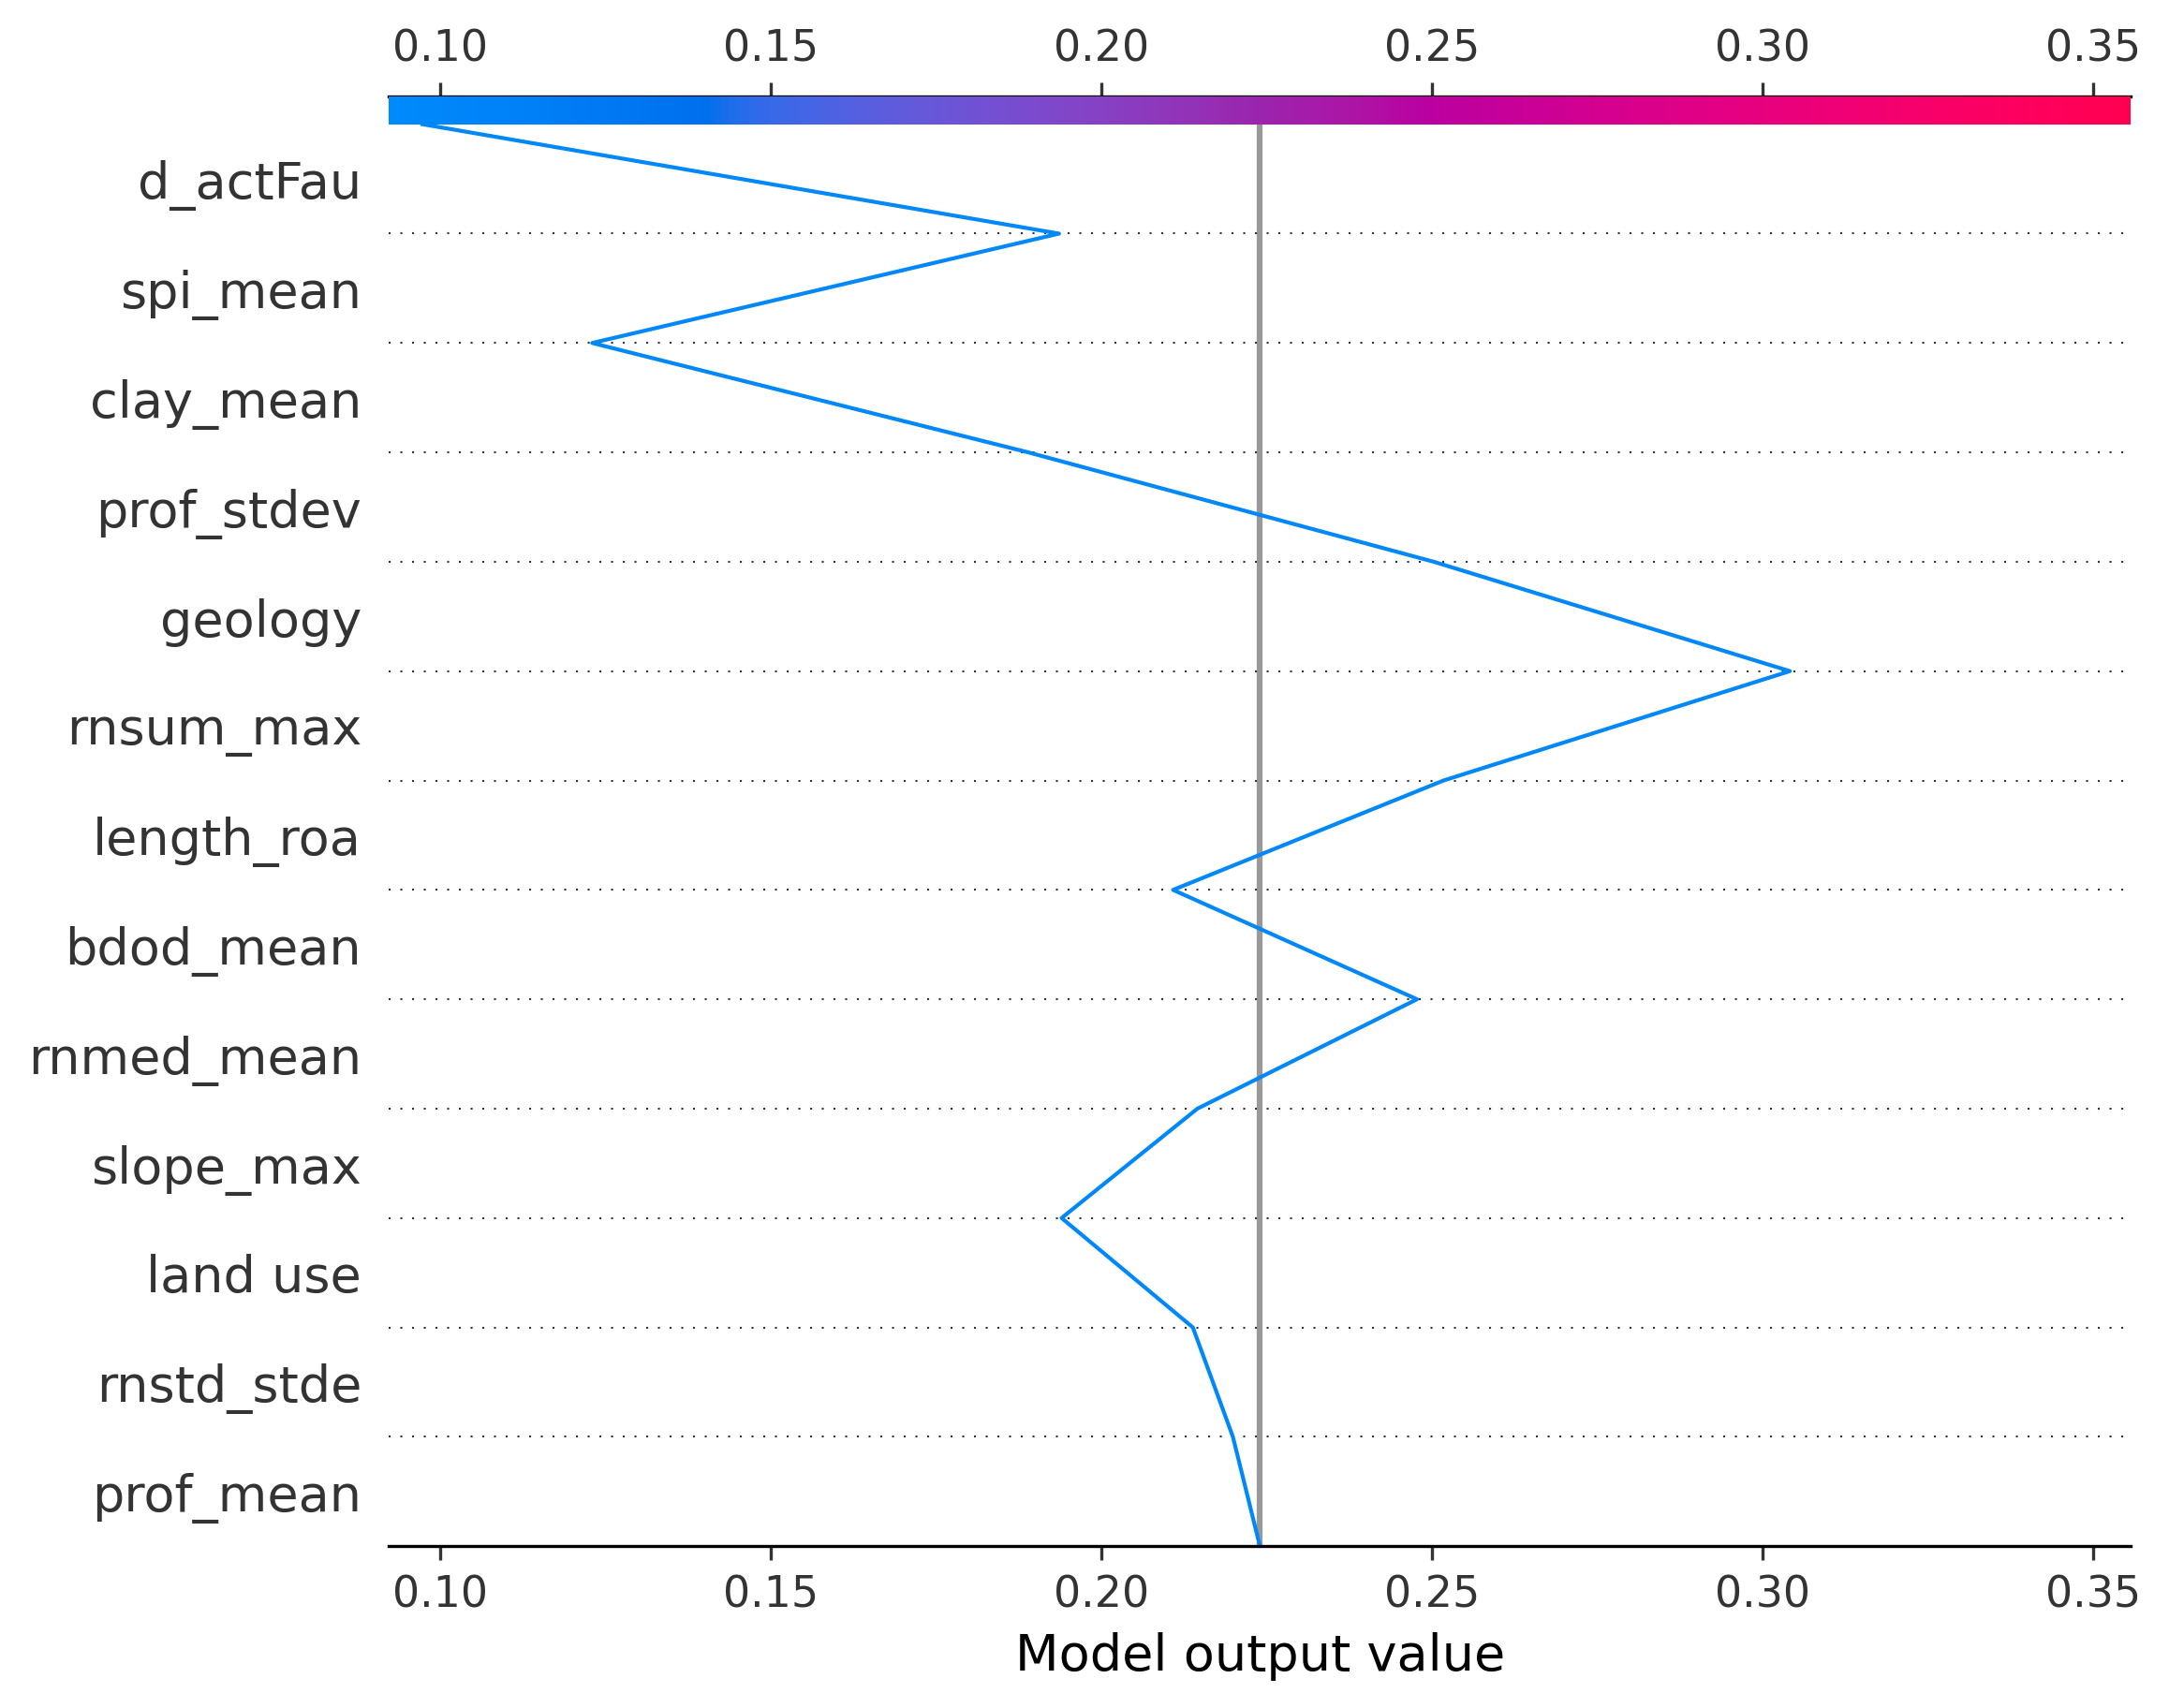 0.10 0.15 0.20 0.25 0.30 0.35
d_actFau
spi_mean
clay_mean
prof_stdev
geology
rnsum_max
length_roa
bdod_mean
rnmed_mean
slope_max
land use
rnstd_stde
prof_mean
0.10 0.15 0.20 0.25 0.30 0.35
Model output value